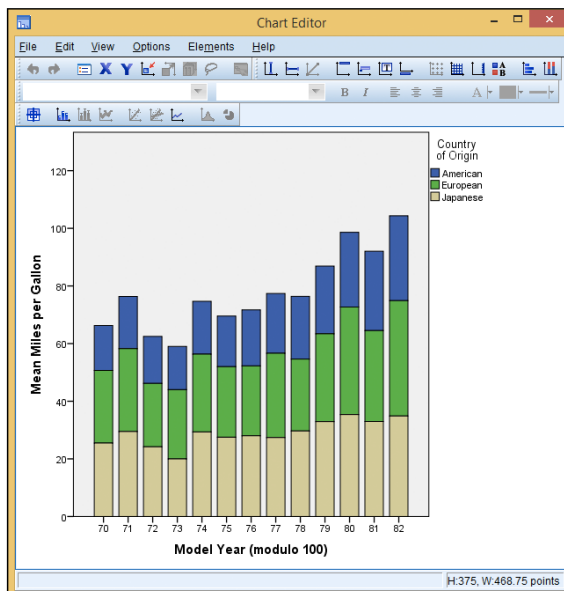 Chart Editor
File Edit View Options Elements Help
X Y
A B
B I A
Country
of Origin
American
European
Japanese
120
100
80
60
40
20
0
Mean Miles per Gallon
70 71 72 73 74 75 76 77 78 79 80 81 82
Model Year (modulo 100)
H:375, W:468.75 points